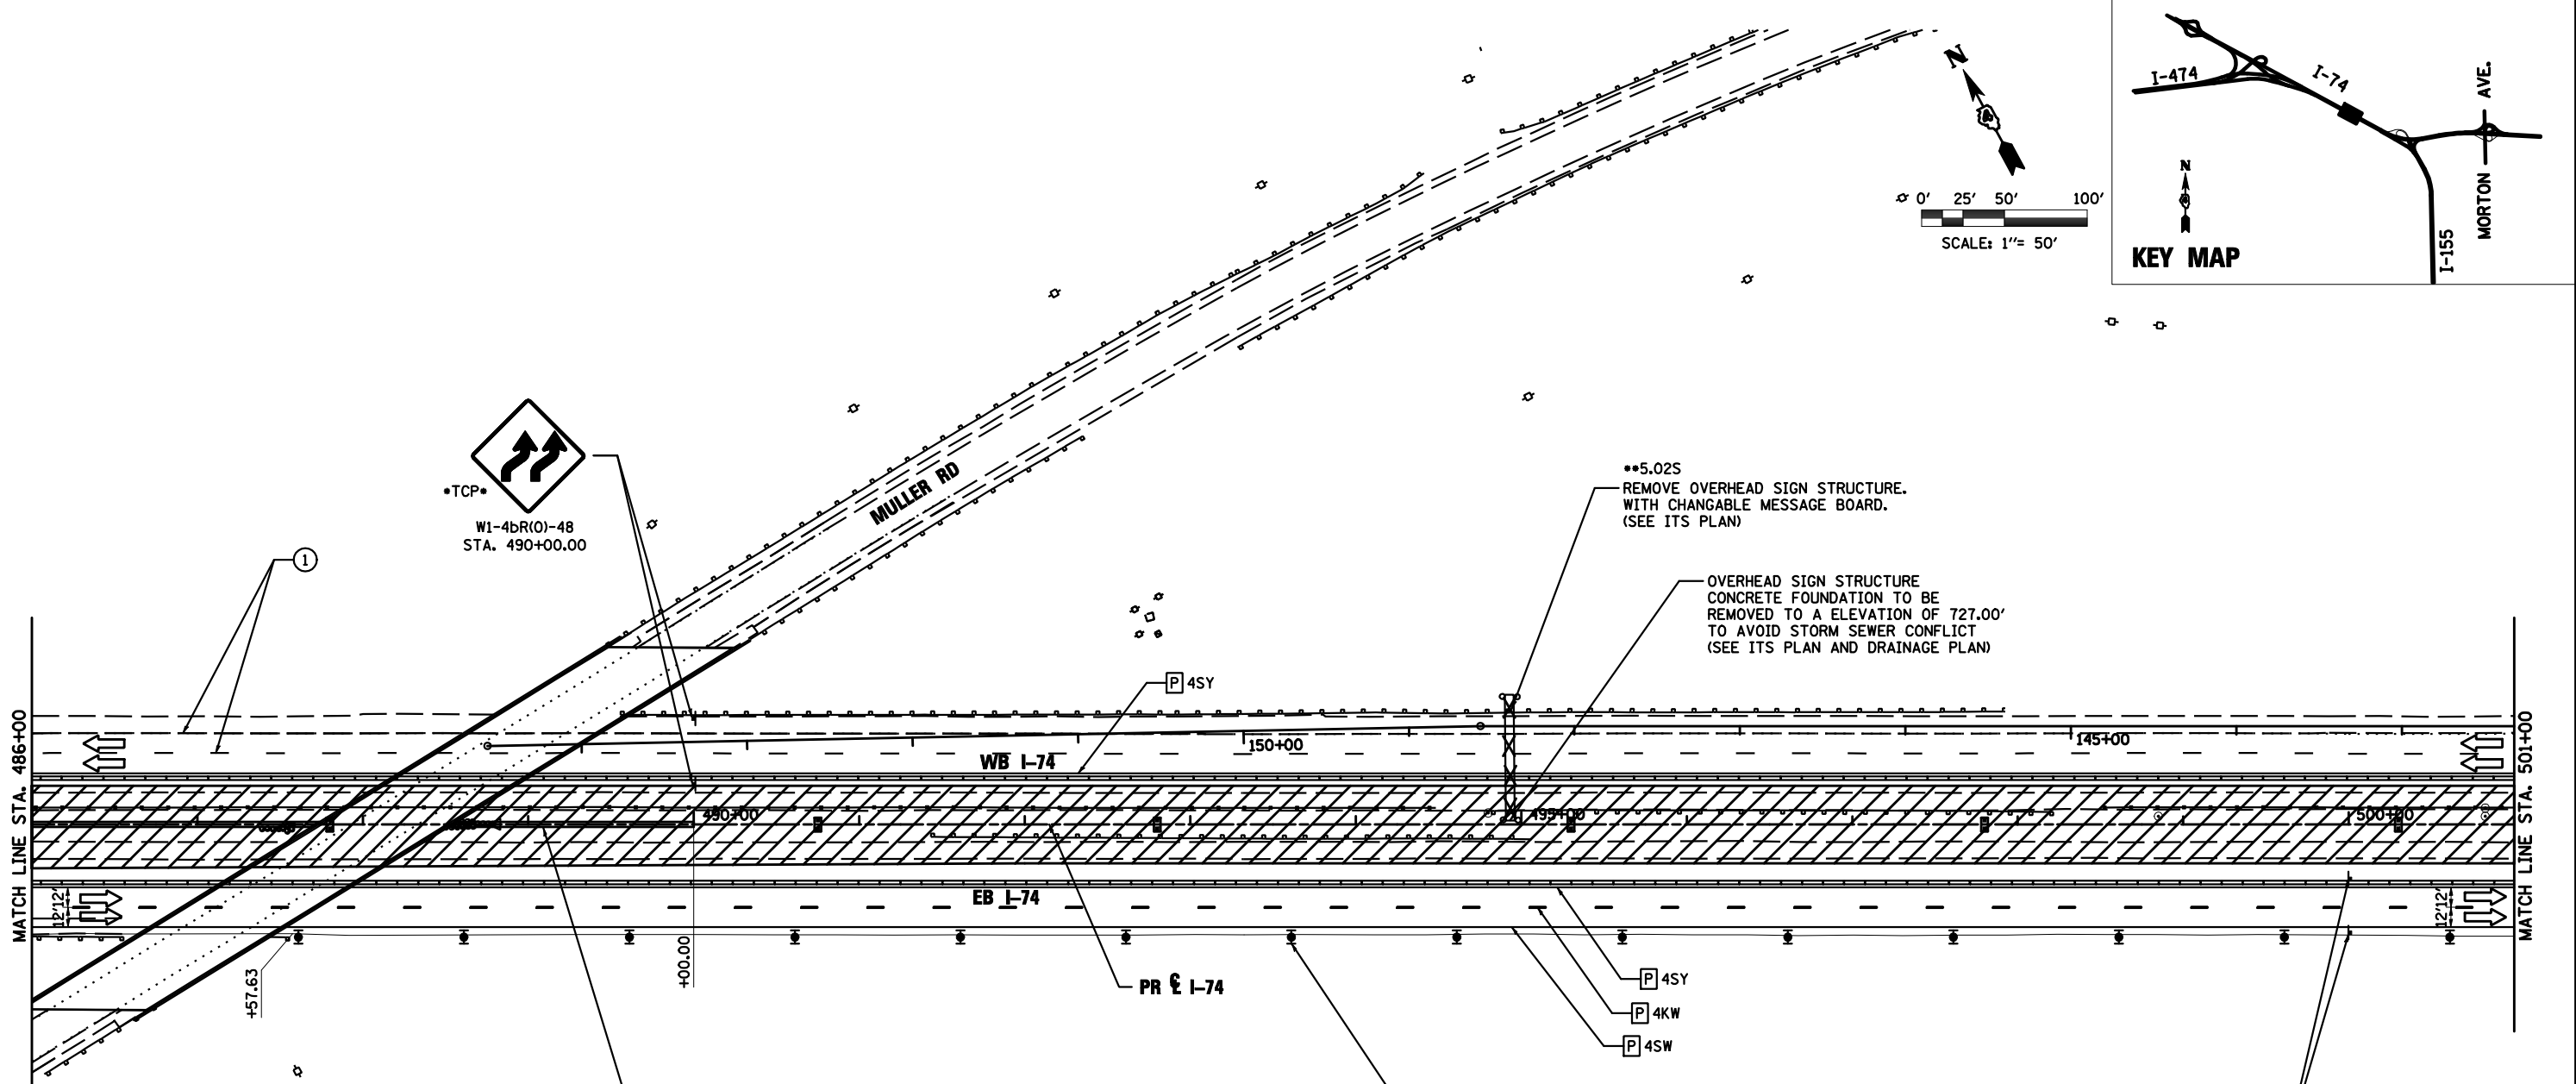 I-474
I-74
MORTON AVE.
N
I-155
KEY MAP
N
0' 25' 50' 100'
SCALE: 1"= 50'
MULLER RD
*TCP*
W1-4bR(O)-48
STA. 490+00.00
1
**5.02S
REMOVE OVERHEAD SIGN STRUCTURE.
WITH CHANGABLE MESSAGE BOARD.
(SEE ITS PLAN)
OVERHEAD SIGN STRUCTURE
CONCRETE FOUNDATION TO BE
REMOVED TO A ELEVATION OF 727.00'
TO AVOID STORM SEWER CONFLICT
(SEE ITS PLAN AND DRAINAGE PLAN)
P 4SY
MATCH LINE STA. 486+00
MATCH LINE STA. 501+00
150+00
145+00
WB I-74
490+00
495+00
500+00
EB I-74
12'12'
12'12'
+57.63
+00.00
PR ℄ I-74
P 4SY
P 4KW
P 4SW